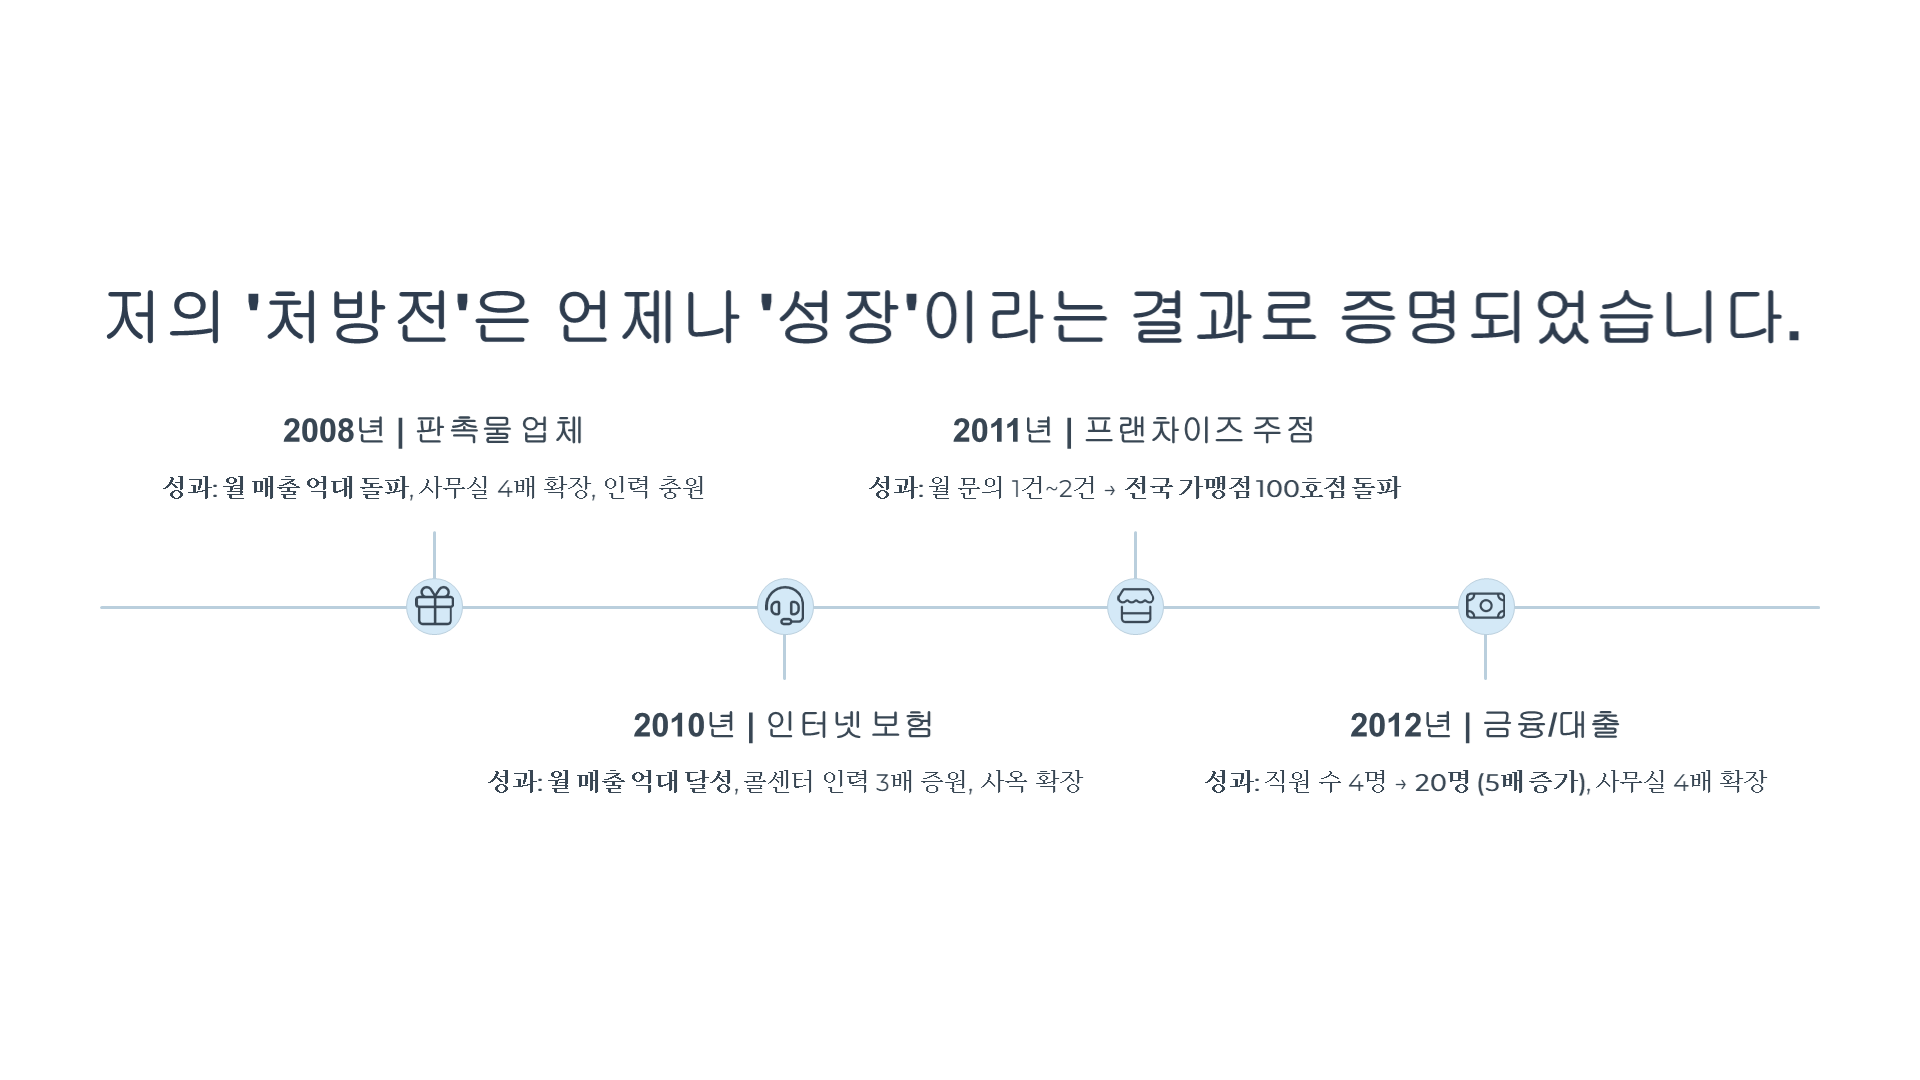 저의 '처방전'은 언제나 '성장'이라는 결과로 증명되었습니다.
2008년 | 판촉물 업체
성과: 월 매출 억대 돌파, 사무실 4배 확장, 인력 충원
2011년 | 프랜차이즈 주점
성과: 월 문의 1건~2건 → 전국 가맹점 100호점 돌파
2010년 | 인터넷 보험
성과: 월 매출 억대 달성, 콜센터 인력 3배 증원, 사옥 확장
2012년 | 금융/대출
성과: 직원 수 4명 → 20명 (5배 증가), 사무실 4배 확장